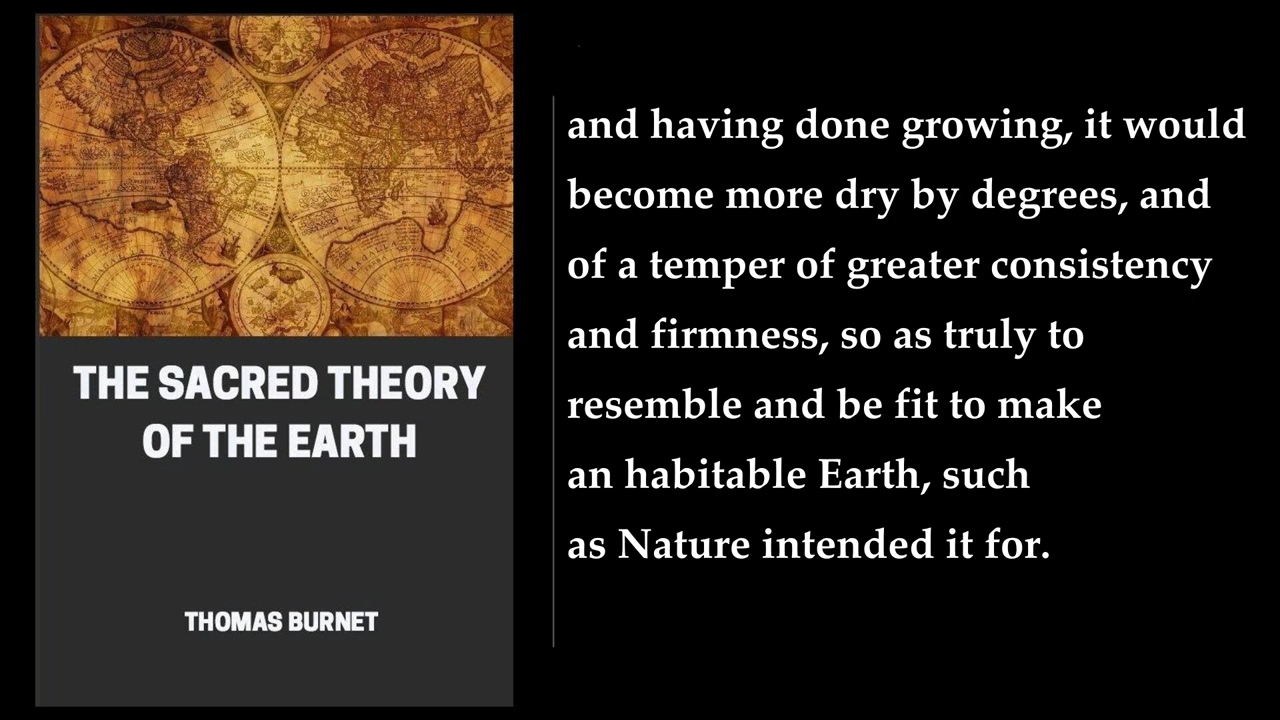 THE SACRED THEORY
OF THE EARTH
THOMAS BURNET
and having done growing, it would
become more dry by degrees, and
of a temper of greater consistency
and firmness, so as truly to
resemble and be fit to make
an habitable Earth, such
as Nature intended it for.